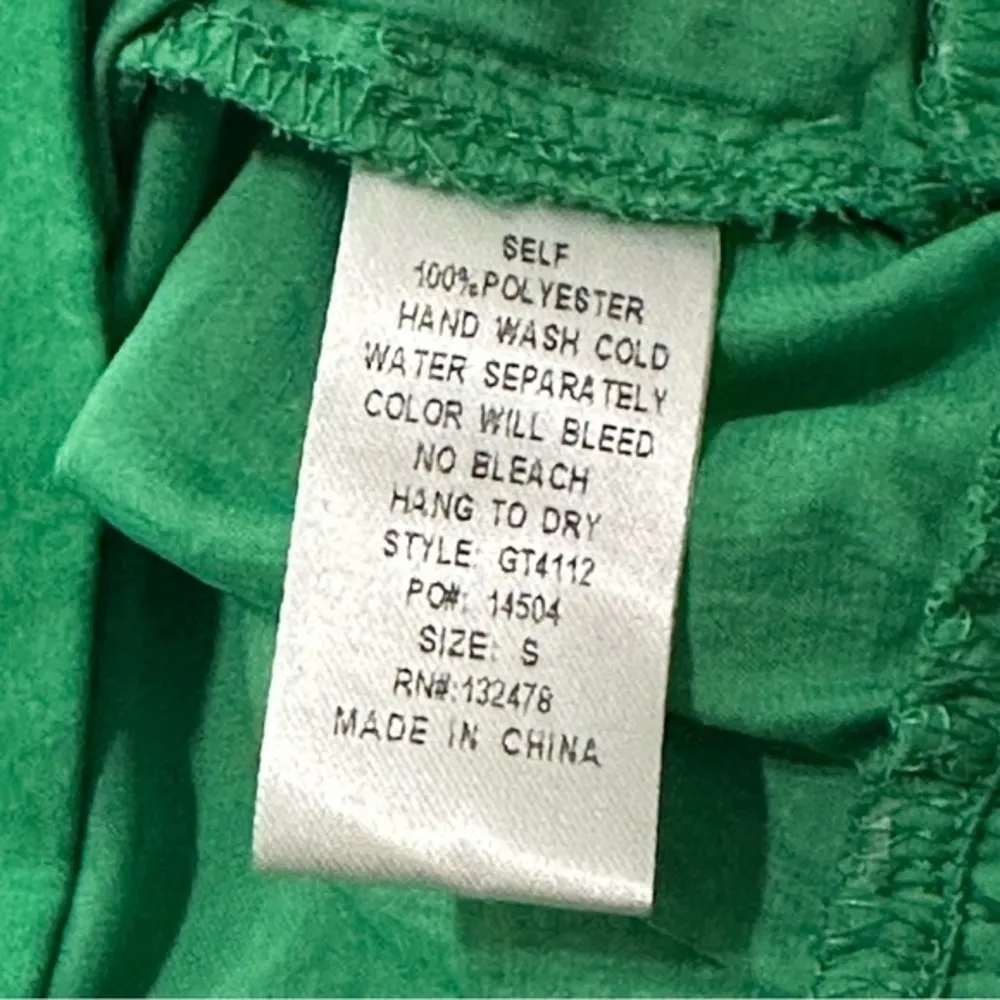 SELF
100% POLYESTER
HAND WASH COLD
WATER SEPARATELY
COLOR WILL BLEED
NO BLEACH
HANG TO DRY
STYLE: GT4112
PO#: 14504
SIZE: S
RN#:132478
MADE IN CHINA